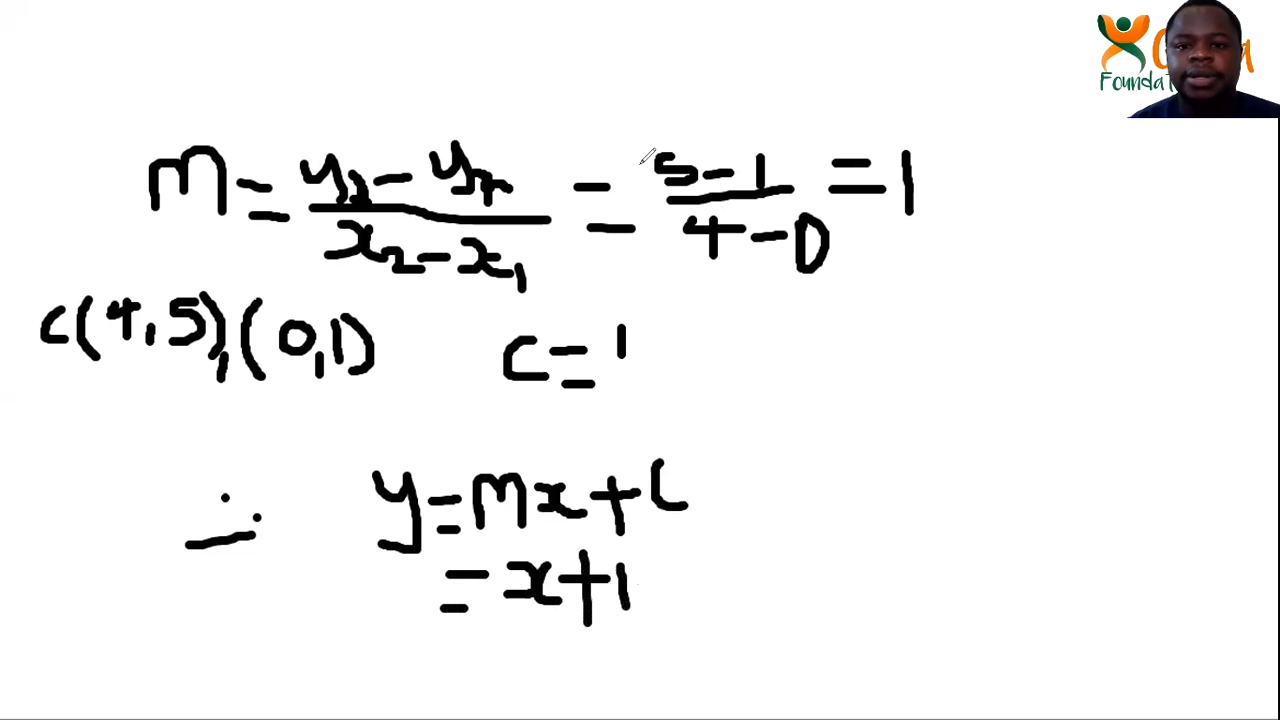 Founda
m = y₂ - y₁ / x₂ - x₁ = 5 - 1 / 4 - 0 = 1
C(4,5), (0,1) c = 1
∴ y = mx + c
= x + 1